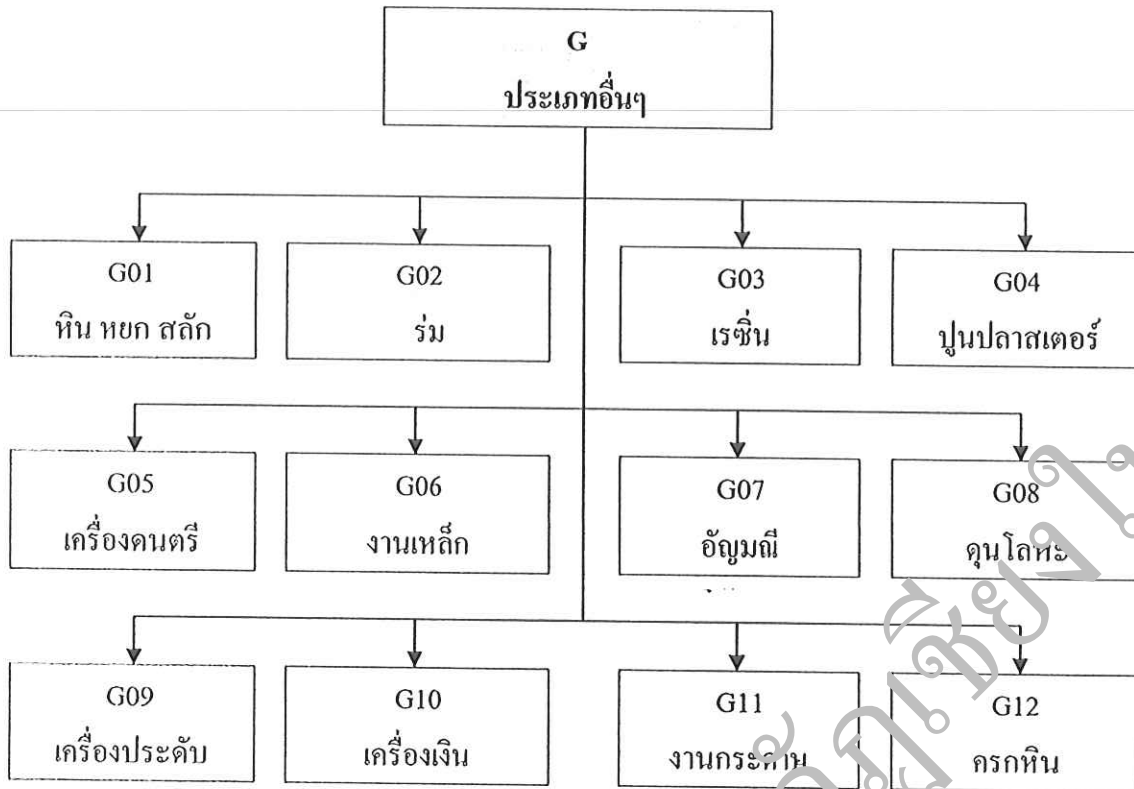 G
ประเภทอื่นๆ
G01
หิน หยก สลัก
G02
ร่ม
G03
เรซิ่น
G04
ปูนปลาสเตอร์
G05
เครื่องดนตรี
G06
งานเหล็ก
G07
อัญมณี
G08
ดุนโลหะ
G09
เครื่องประดับ
G10
เครื่องเงิน
G11
งานกระดาษ
G12
ครกหิน